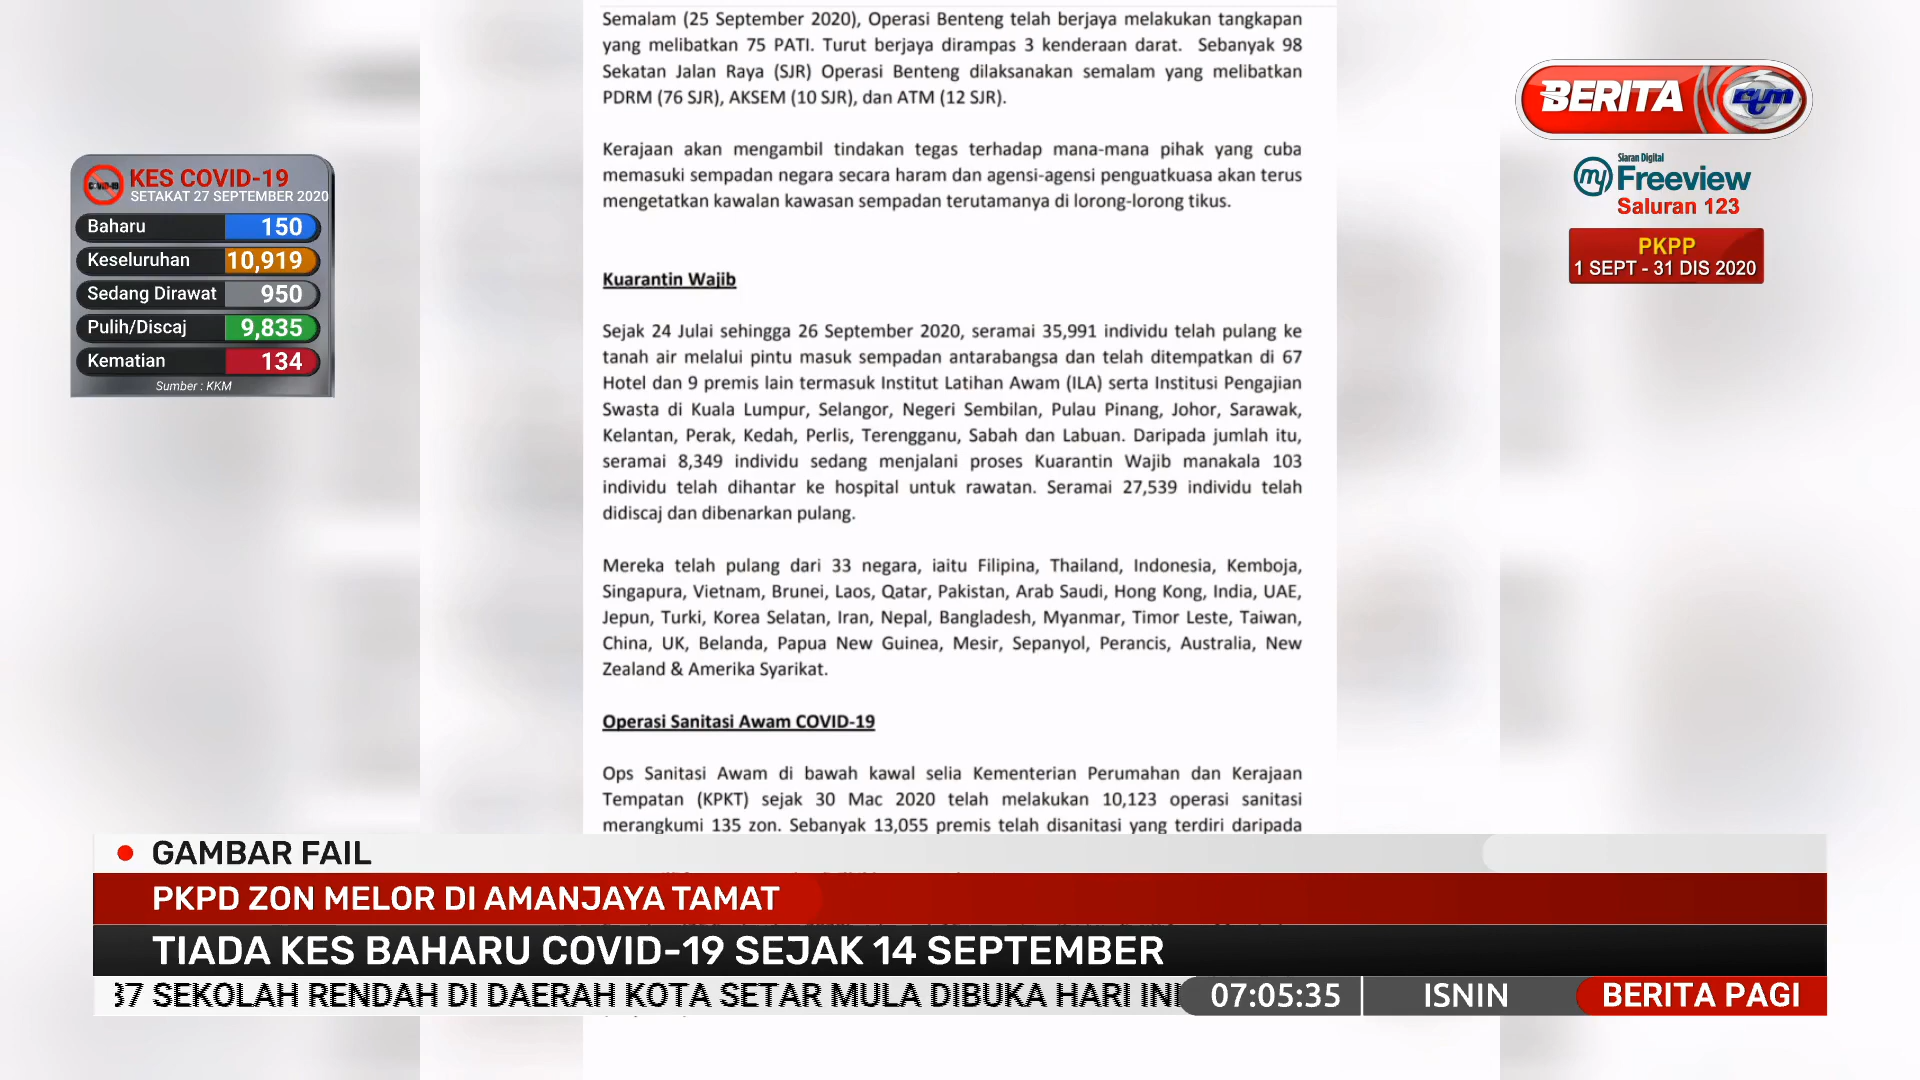 Semalam (25 September 2020), Operasi Benteng telah berjaya melakukan tangkapan
yang melibatkan 75 PATI. Turut berjaya dirampas 3 kenderaan darat. Sebanyak 98
Sekatan Jalan Raya (SJR) Operasi Benteng dilaksanakan semalam yang melibatkan
PDRM (76 SJR), AKSEM (10 SJR), dan ATM (12 SJR).
Kerajaan akan mengambil tindakan tegas terhadap mana-mana pihak yang cuba
memasuki sempadan negara secara haram dan agensi-agensi penguatkuasa akan terus
mengetatkan kawalan kawasan sempadan terutamanya di lorong-lorong tikus.
Kuarantin Wajib
Sejak 24 Julai sehingga 26 September 2020, seramai 35,991 individu telah pulang ke
tanah air melalui pintu masuk sempadan antarabangsa dan telah ditempatkan di 67
Hotel dan 9 premis lain termasuk Institut Latihan Awam (ILA) serta Institusi Pengajian
Swasta di Kuala Lumpur, Selangor, Negeri Sembilan, Pulau Pinang, Johor, Sarawak,
Kelantan, Perak, Kedah, Perlis, Terengganu, Sabah dan Labuan. Daripada jumlah itu,
seramai 8,349 individu sedang menjalani proses Kuarantin Wajib manakala 103
individu telah dihantar ke hospital untuk rawatan. Seramai 27,539 individu telah
didiscaj dan dibenarkan pulang.
Mereka telah pulang dari 33 negara, iaitu Filipina, Thailand, Indonesia, Kemboja,
Singapura, Vietnam, Brunei, Laos, Qatar, Pakistan, Arab Saudi, Hong Kong, India, UAE,
Jepun, Turki, Korea Selatan, Iran, Nepal, Bangladesh, Myanmar, Timor Leste, Taiwan,
China, UK, Belanda, Papua New Guinea, Mesir, Sepanyol, Perancis, Australia, New
Zealand & Amerika Syarikat.
Operasi Sanitasi Awam COVID-19
Ops Sanitasi Awam di bawah kawal selia Kementerian Perumahan dan Kerajaan
Tempatan (KPKT) sejak 30 Mac 2020 telah melakukan 10,123 operasi sanitasi
merangkumi 135 zon. Sebanyak 13,055 premis telah disanitasi yang terdiri daripada
COVID-19
KES COVID-19
SETAKAT 27 SEPTEMBER 2020
Baharu 150
Keseluruhan 10,919
Sedang Dirawat 950
Pulih/Discaj 9,835
Kematian 134
Sumber : KKM
BERITA rtm
Siaran Digital
my Freeview
Saluran 123
PKPP
1 SEPT - 31 DIS 2020
GAMBAR FAIL
PKPD ZON MELOR DI AMANJAYA TAMAT
TIADA KES BAHARU COVID-19 SEJAK 14 SEPTEMBER
37 SEKOLAH RENDAH DI DAERAH KOTA SETAR MULA DIBUKA HARI INI
07:05:35 ISNIN BERITA PAGI